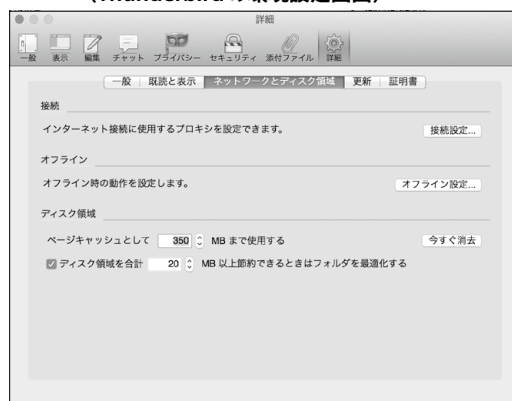 (Thunderbird の環境設定画面)
詳細
一般 表示 編集 チャット プライバシー セキュリティ 添付ファイル 詳細
一般 既読と表示 ネットワークとディスク領域 更新 証明書
接続
インターネット接続に使用するプロキシを設定できます。 接続設定...
オフライン
オフライン時の動作を設定します。 オフライン設定...
ディスク領域
ページキャッシュとして 350 MB まで使用する 今すぐ消去
ディスク領域を合計 20 MB 以上節約できるときはフォルダを最適化する